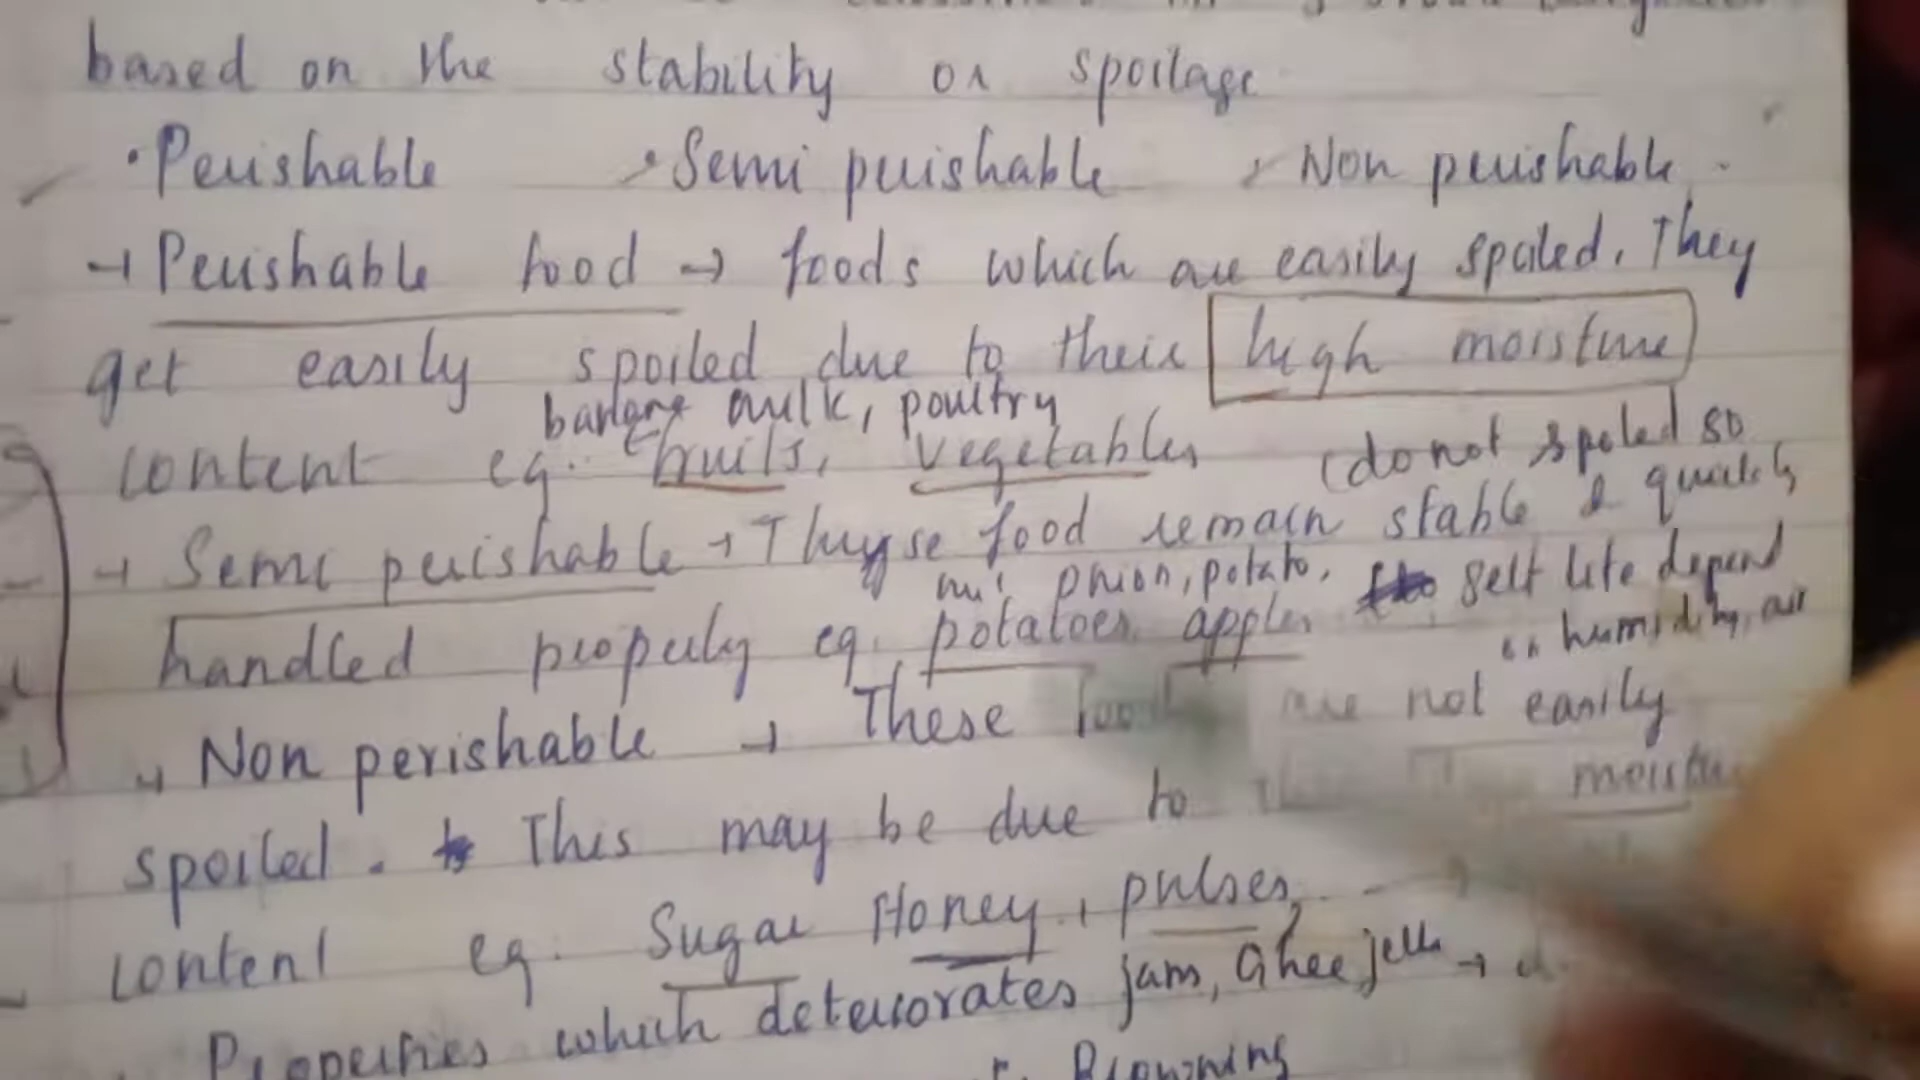 based on the stability or spoilage
• Perishable • Semi perishable Non perishable.
→ Perishable food → foods which are easily spoiled. They
get easily spoiled due to their high moisture
banana milk, poultry
content eg. fruits, vegetables (do not spoled so
quickly
→ Semi perishable → These food remain stable &
onion, potato, self life depend
handled properly eg. potatoes, apples
humidity, air
→ Non perishable → These food are not easily
spoiled. This may be due to moistu
content eg. Sugar Honey, pulses,
jam, Ghee jelly →
Properties which deteriorates
Browning